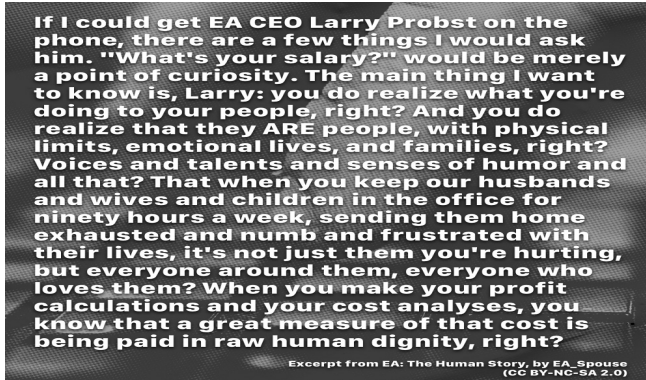 If I could get EA CEO Larry Probst on the
phone, there are a few things I would ask
him. "What's your salary?" would be merely
a point of curiosity. The main thing I want
to know is, Larry: you do realize what you're
doing to your people, right? And you do
realize that they ARE people, with physical
limits, emotional lives, and families, right?
Voices and talents and senses of humor and
all that? That when you keep our husbands
and wives and children in the office for
ninety hours a week, sending them home
exhausted and numb and frustrated with
their lives, it's not just them you're hurting,
but everyone around them, everyone who
loves them? When you make your profit
calculations and your cost analyses, you
know that a great measure of that cost is
being paid in raw human dignity, right?
Excerpt from EA: The Human Story, by EA_Spouse
(CC BY-NC-SA 2.0)